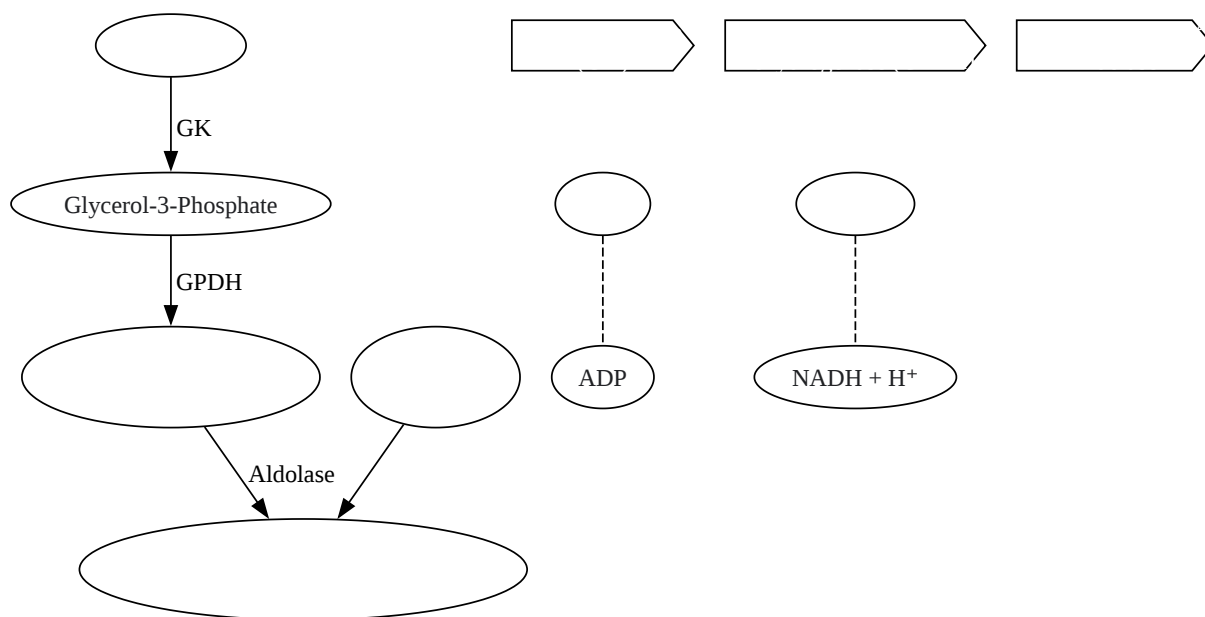 GK
Glycerol-3-Phosphate
GPDH
ADP
NADH + H⁺
Aldolase